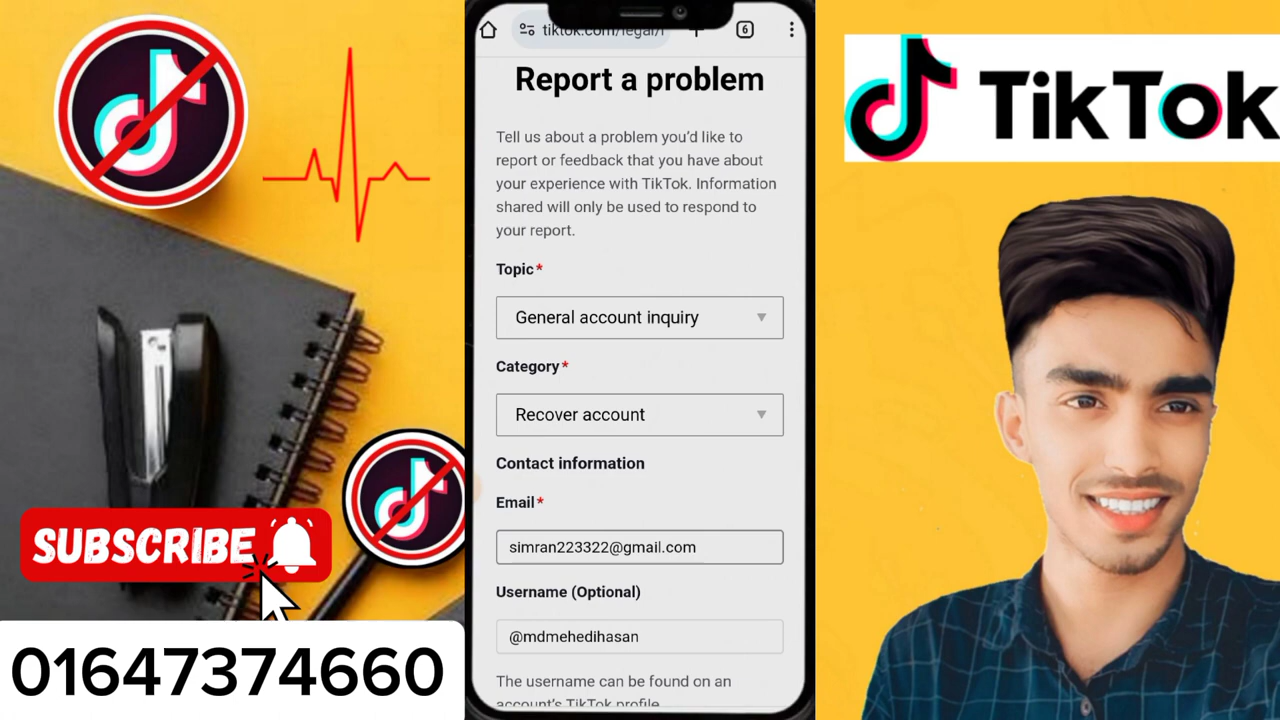 tiktok.com/legal/r
6
Report a problem
Tell us about a problem you'd like to
report or feedback that you have about
your experience with TikTok. Information
shared will only be used to respond to
your report.
Topic*
General account inquiry
Category*
Recover account
Contact information
Email*
simran223322@gmail.com
Username (Optional)
@mdmehedihasan
The username can be found on an
account's TikTok profile
SUBSCRIBE
01647374660
TikTok